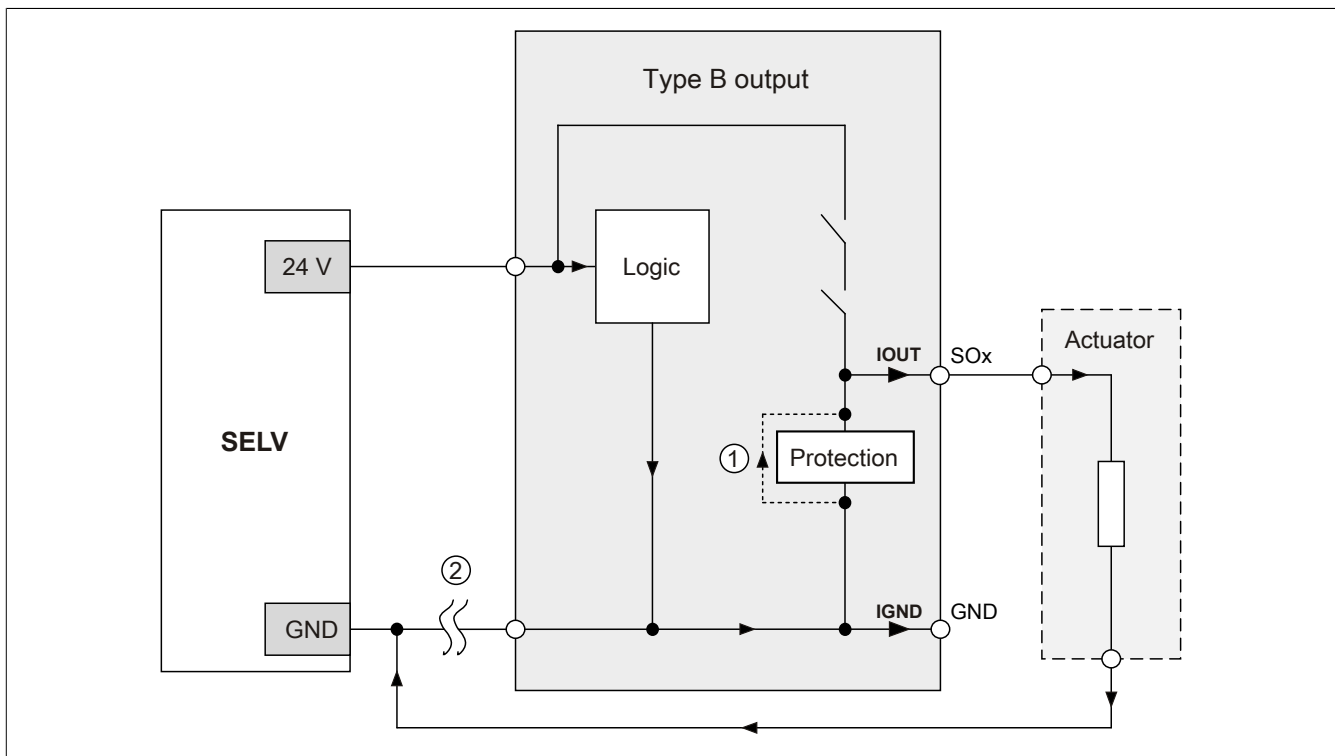 Type B output
24 V
Logic
IOUT
SOx
Actuator
SELV
①
Protection
②
GND
IGND
GND